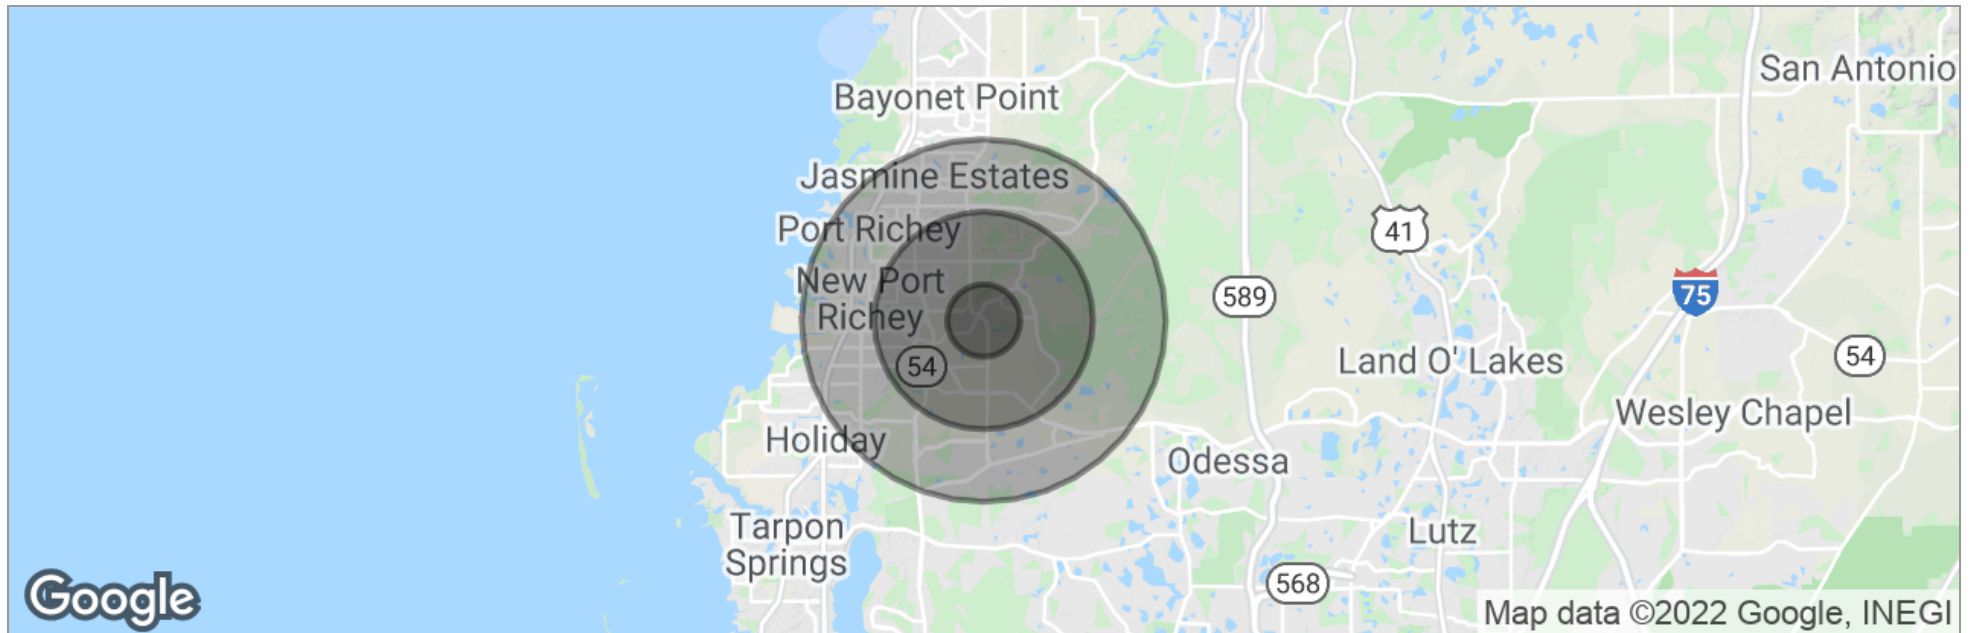 San Antonio
Bayonet Point
Jasmine Estates
Port Richey
41
New Port
Richey
589
75
54
54
Land O' Lakes
Wesley Chapel
Holiday
Odessa
Tarpon
Springs
Lutz
568
Google
Map data ©2022 Google, INEGI